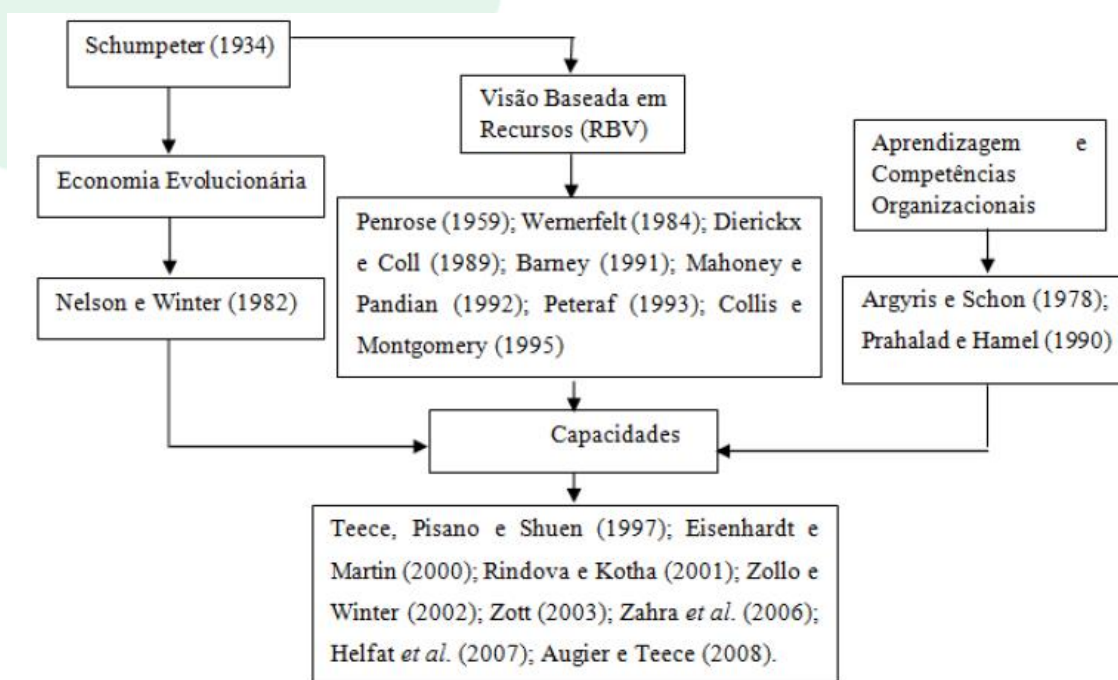 Schumpeter (1934)
Visão Baseada em
Recursos (RBV)
Aprendizagem e
Competências
Organizacionais
Economia Evolucionária
Penrose (1959); Wernerfelt (1984); Dierickx
e Coll (1989); Barney (1991); Mahoney e
Pandian (1992); Peteraf (1993); Collis e
Montgomery (1995)
Nelson e Winter (1982)
Argyris e Schon (1978);
Prahalad e Hamel (1990)
Capacidades
Teece, Pisano e Shuen (1997); Eisenhardt e
Martin (2000); Rindova e Kotha (2001); Zollo e
Winter (2002); Zott (2003); Zahra et al. (2006);
Helfat et al. (2007); Augier e Teece (2008).